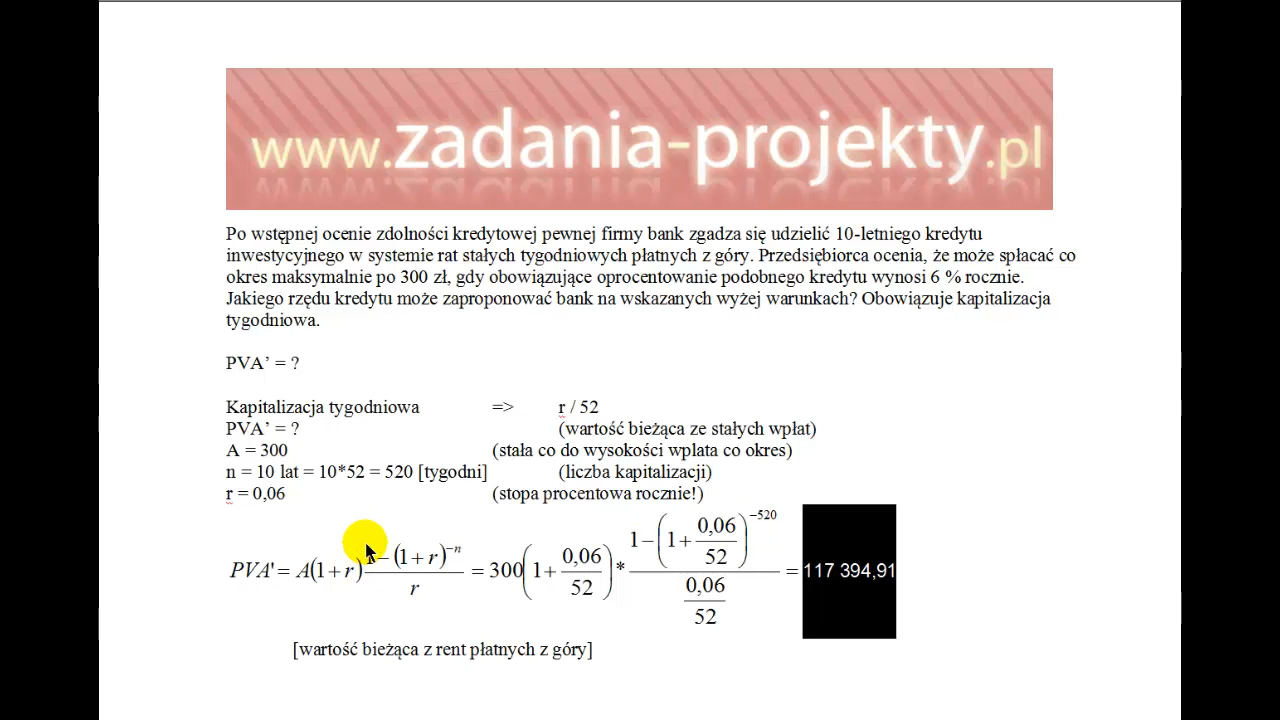 www.zadania-projekty.pl
Po wstępnej ocenie zdolności kredytowej pewnej firmy bank zgadza się udzielić 10-letniego kredytu
inwestycyjnego w systemie rat stałych tygodniowych płatnych z góry. Przedsiębiorca ocenia, że może spłacać co
okres maksymalnie po 300 zł, gdy obowiązujące oprocentowanie podobnego kredytu wynosi 6 % rocznie.
Jakiego rzędu kredytu może zaproponować bank na wskazanych wyżej warunkach? Obowiązuje kapitalizacja
tygodniowa.
PVA’ = ?
Kapitalizacja tygodniowa => r / 52
PVA’ = ? (wartość bieżąca ze stałych wpłat)
A = 300 (stała co do wysokości wplata co okres)
n = 10 lat = 10*52 = 520 [tygodni] (liczba kapitalizacji)
r = 0,06 (stopa procentowa rocznie!)
PVA' = A(1+r) (1+r)^{-n} / r = 300(1 + 0,06/52) * (1-(1 + 0,06/52)^{-520}) / (0,06/52) = 117 394,91
[wartość bieżąca z rent płatnych z góry]